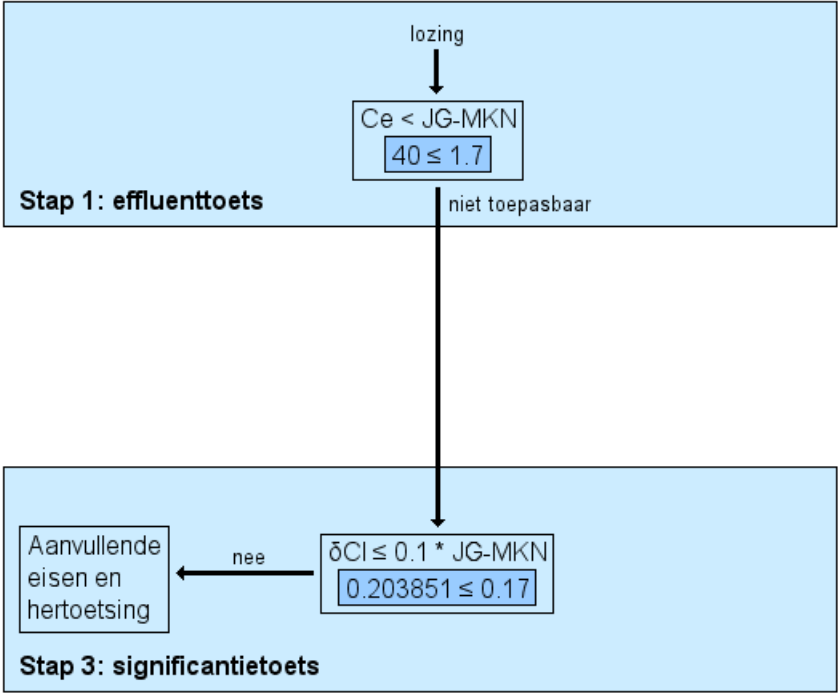 lozing
Ce < JG-MKN
40 ≤ 1.7
Stap 1: effluenttoets
niet toepasbaar
δCl ≤ 0.1 * JG-MKN
0.203851 ≤ 0.17
nee
Aanvullende
eisen en
hertoetsing
Stap 3: significantietoets